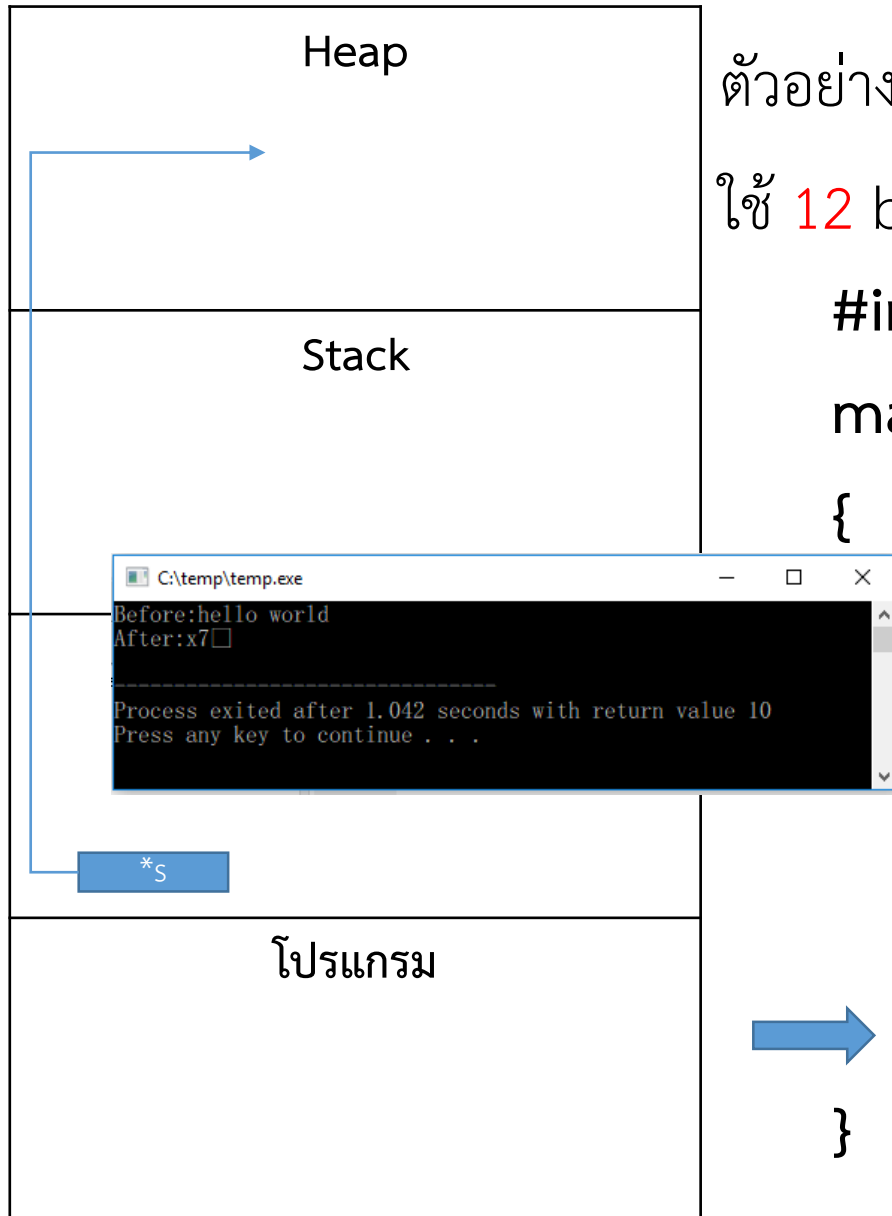 Heap
Stack
C:\temp\temp.exe
Before:hello world
After:x7□
--------------------------------
Process exited after 1.042 seconds with return value 10
Press any key to continue . . .
*s
โปรแกรม
ตัวอย่าง
ใช้ 12 b
#in
ma
{
}